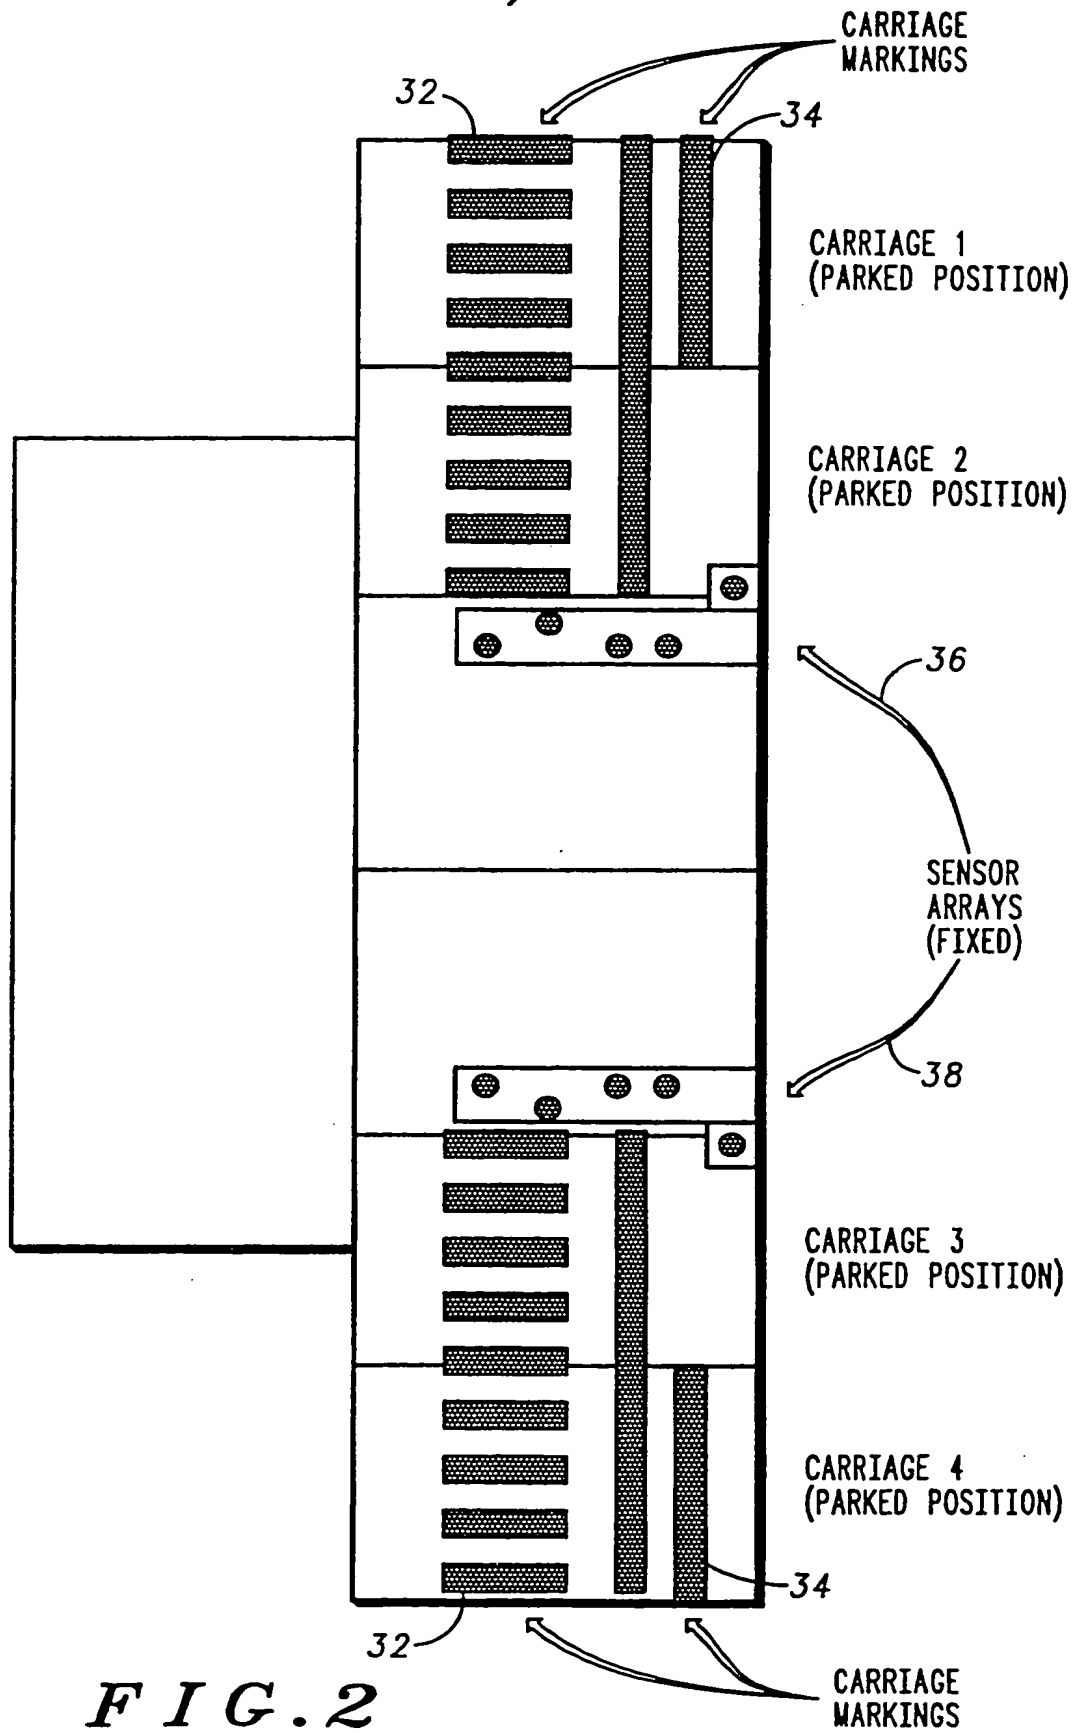 CARRIAGE
MARKINGS
32
34
CARRIAGE 1
(PARKED POSITION)
CARRIAGE 2
(PARKED POSITION)
36
SENSOR
ARRAYS
(FIXED)
38
CARRIAGE 3
(PARKED POSITION)
CARRIAGE 4
(PARKED POSITION)
34
32
CARRIAGE
MARKINGS
FIG.2